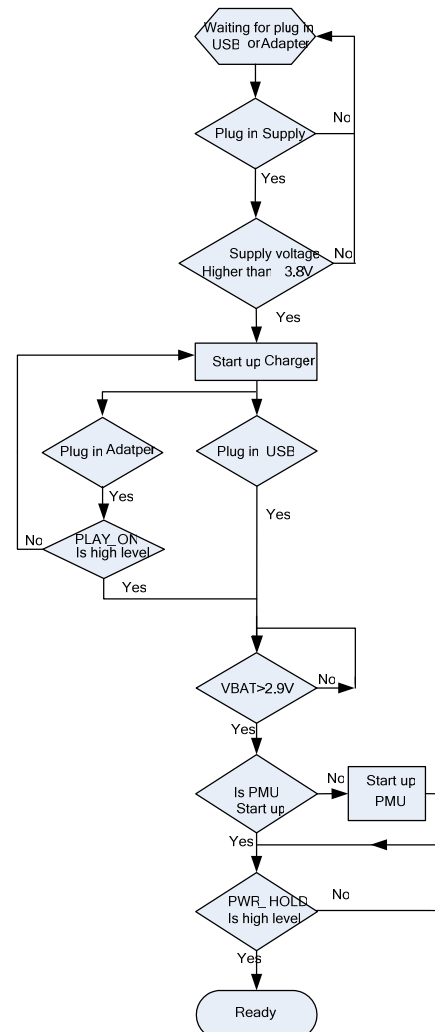 Waiting for plug in
USB or Adapter
No
Plug in Supply
Yes
Supply voltage
Higher than 3.8V
No
Yes
Start up Charger
Plug in Adatper
Plug in USB
Yes
Yes
No
PLAY_ON
Is high level
Yes
VBAT>2.9V
No
Yes
Is PMU
Start up
No
Start up
PMU
Yes
PWR_HOLD
Is high level
No
Yes
Ready